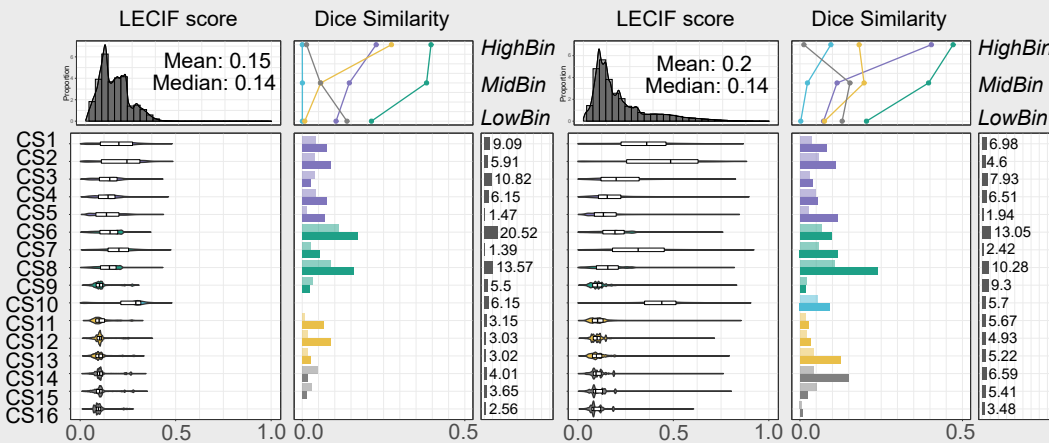 LECIF score
Dice Similarity
LECIF score
Dice Similarity
Proportion
Mean: 0.15
Median: 0.14
HighBin
MidBin
LowBin
Proportion
Mean: 0.2
Median: 0.14
HighBin
MidBin
LowBin
CS1 9.09 6.98
CS2 5.91 4.6
CS3 10.82 7.93
CS4 6.15 6.51
CS5 1.47 1.94
CS6 20.52 13.05
CS7 1.39 2.42
CS8 13.57 10.28
CS9 5.5 9.3
CS10 6.15 5.7
CS11 3.15 5.67
CS12 3.03 4.93
CS13 3.02 5.22
CS14 4.01 6.59
CS15 3.65 5.41
CS16 2.56 3.48
0.0 0.5 1.0 0.0 0.5 0.0 0.5 1.0 0.0 0.5